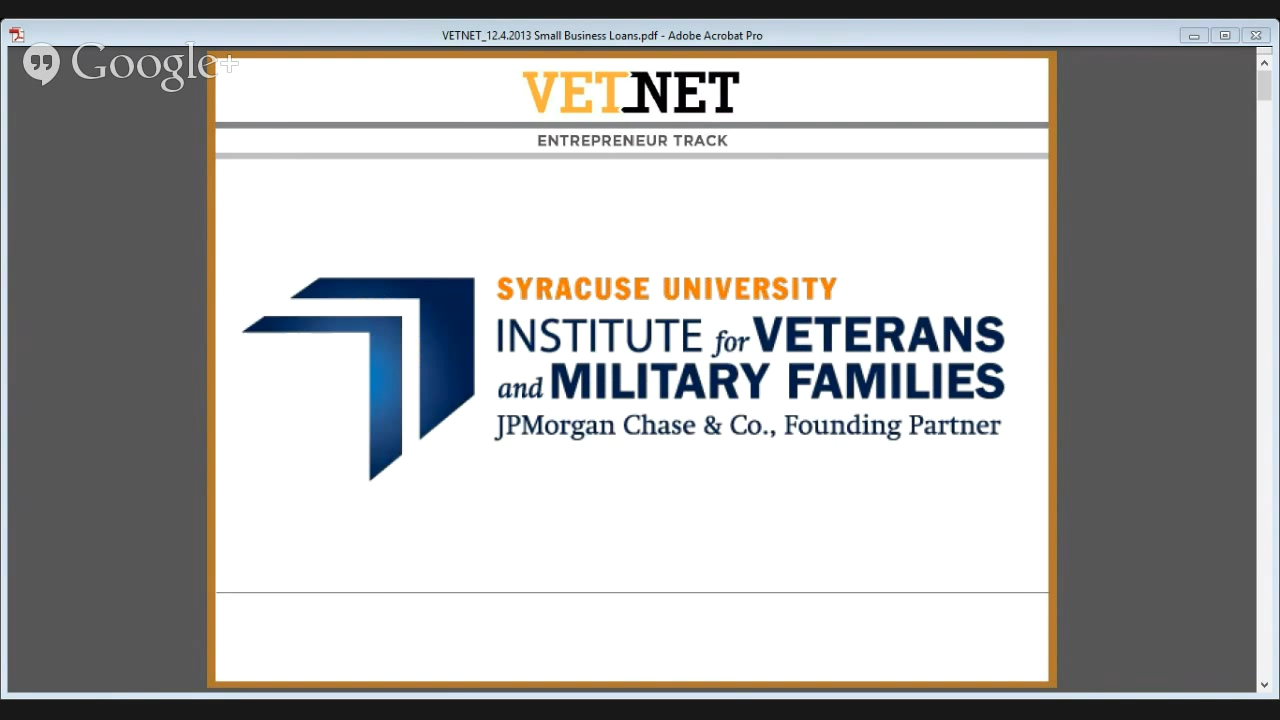 VETNET_12.4.2013 Small Business Loans.pdf - Adobe Acrobat Pro
Google+
VETNET
ENTREPRENEUR TRACK
SYRACUSE UNIVERSITY
INSTITUTE for VETERANS
and MILITARY FAMILIES
JPMorgan Chase & Co., Founding Partner